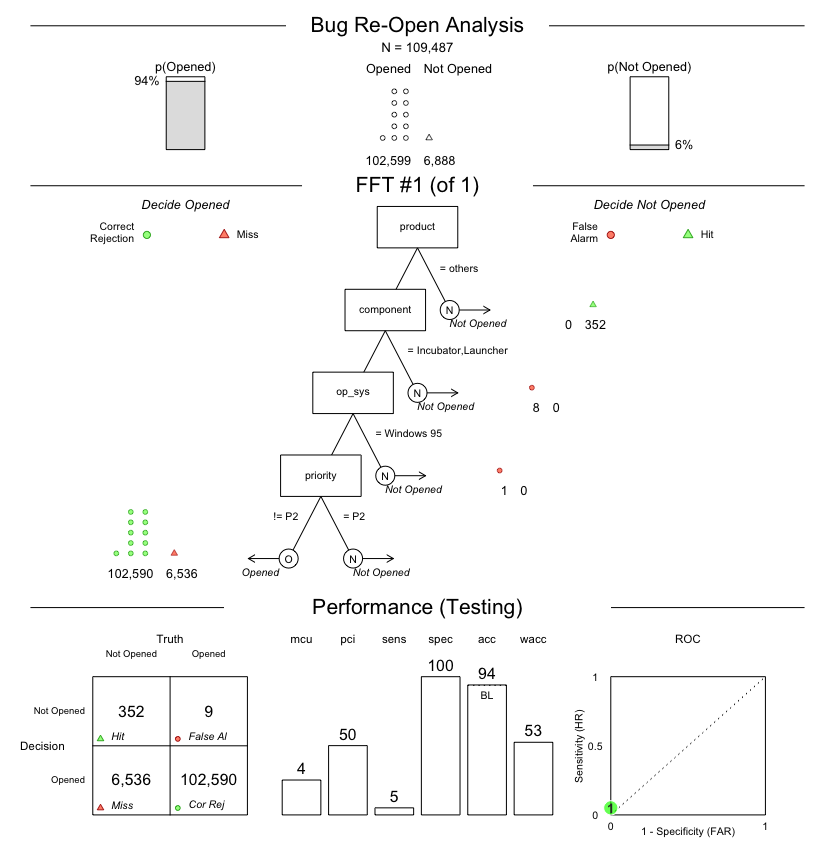 Bug Re-Open Analysis
N = 109,487
p(Opened)
94%
Opened Not Opened
102,599 6,888
p(Not Opened)
6%
FFT #1 (of 1)
Decide Opened
Correct
Rejection
Miss
Decide Not Opened
False
Alarm
Hit
product
= others
component
N
Not Opened
0 352
= Incubator,Launcher
op_sys
N
Not Opened
8 0
= Windows 95
priority
N
Not Opened
1 0
!= P2
= P2
O
N
Opened
Not Opened
102,590 6,536
Performance (Testing)
Truth
Not Opened Opened
Decision
Not Opened
352
Hit
9
False Al
Opened
6,536
Miss
102,590
Cor Rej
mcu pci sens spec acc wacc
4
50
5
100
94
BL
53
ROC
1
0.5
0
Sensitivity (HR)
1
0 1
1 - Specificity (FAR)